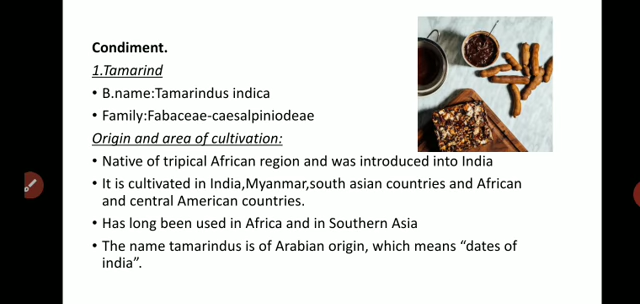 Condiment.
1.Tamarind
• B.name:Tamarindus indica
• Family:Fabaceae-caesalpiniodeae
Origin and area of cultivation:
• Native of tripical African region and was introduced into India
• It is cultivated in India,Myanmar,south asian countries and African
and central American countries.
• Has long been used in Africa and in Southern Asia
• The name tamarindus is of Arabian origin, which means “dates of
india”.